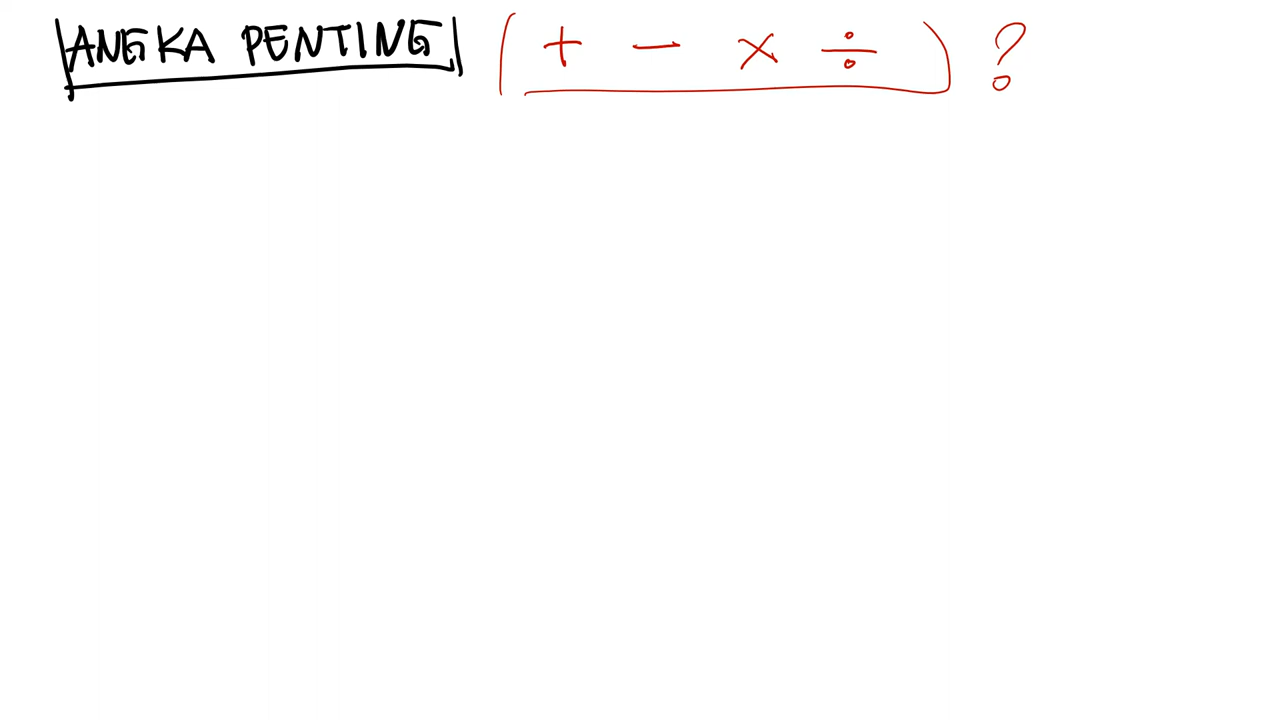 ANGKA PENTING ( + - × ÷ ) ?